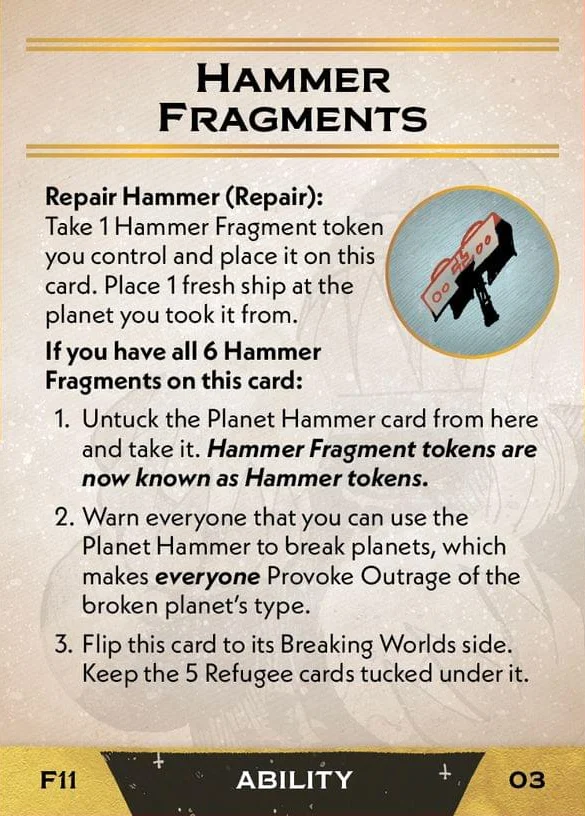 HAMMER
FRAGMENTS
Repair Hammer (Repair):
Take 1 Hammer Fragment token
you control and place it on this
card. Place 1 fresh ship at the
planet you took it from.
If you have all 6 Hammer
Fragments on this card:
1. Untuck the Planet Hammer card from here
and take it. Hammer Fragment tokens are
now known as Hammer tokens.
2. Warn everyone that you can use the
Planet Hammer to break planets, which
makes everyone Provoke Outrage of the
broken planet's type.
3. Flip this card to its Breaking Worlds side.
Keep the 5 Refugee cards tucked under it.
F11 ABILITY 03